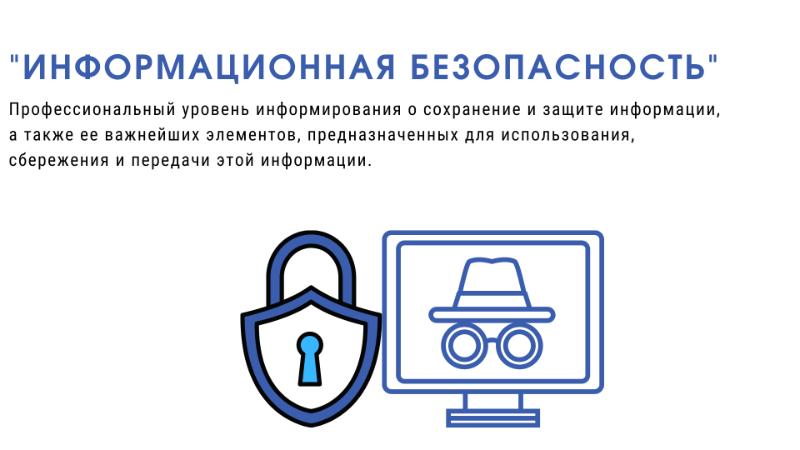 "ИНФОРМАЦИОННАЯ БЕЗОПАСНОСТЬ"
Профессиональный уровень информирования о сохранение и защите информации,
а также ее важнейших элементов, предназначенных для использования,
сбережения и передачи этой информации.